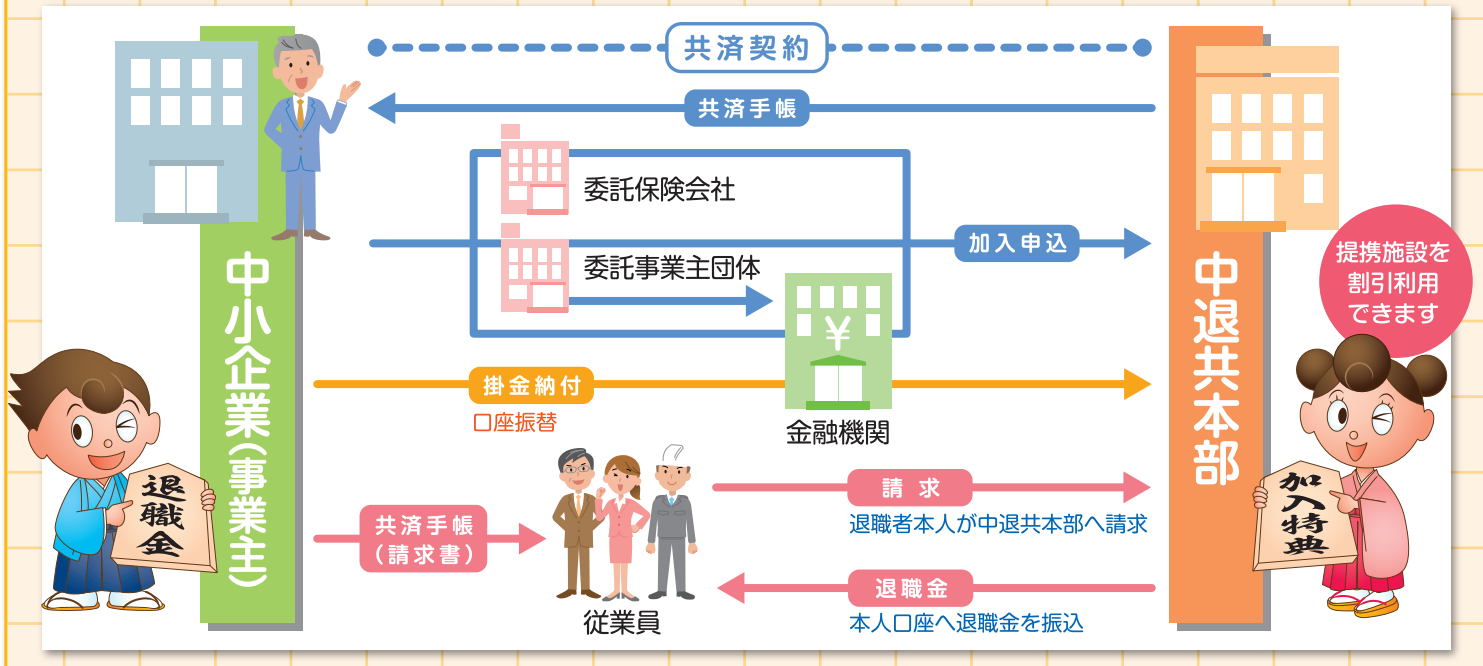 共済契約
共済手帳
委託保険会社
加入申込
委託事業主団体
¥
中小企業(事業主)
中退共本部
提携施設を
割引利用
できます
掛金納付
口座振替
金融機関
退職金
加入特典
共済手帳
(請求書)
従業員
請求
退職者本人が中退共本部へ請求
退職金
本人口座へ退職金を振込